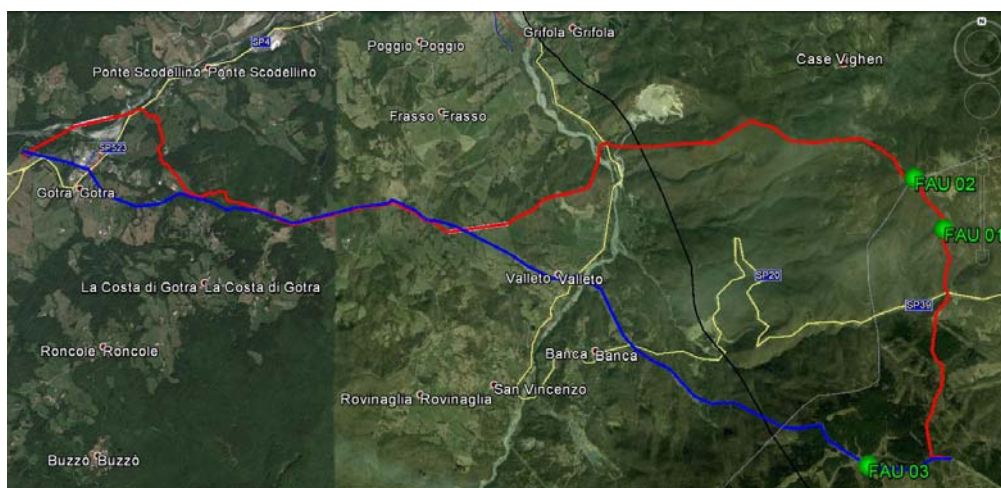 Grifola Grifola
SP4
Poggio Poggio
Case Vighen
Ponte Scodellino Ponte Scodellino
Frasso Frasso
SP523
FAU 02
Gotra Gotra
FAU 01
Valleto Valleto
SP20
La Costa di Gotra La Costa di Gotra
SP39
Roncole Roncole
Banca Banca
San Vincenzo
Rovinaglia Rovinaglia
Buzzò Buzzò
FAU 03